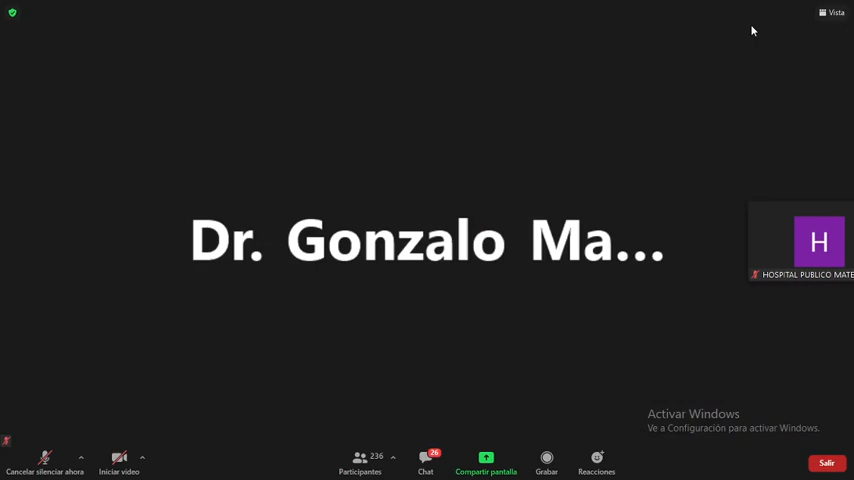 Vista
Dr. Gonzalo Ma...
H
HOSPITAL PUBLICO MATE
Activar Windows
Ve a Configuración para activar Windows.
236
26
Cancelar silenciar ahora
Iniciar video
Participantes
Chat
Compartir pantalla
Grabar
Reacciones
Salir